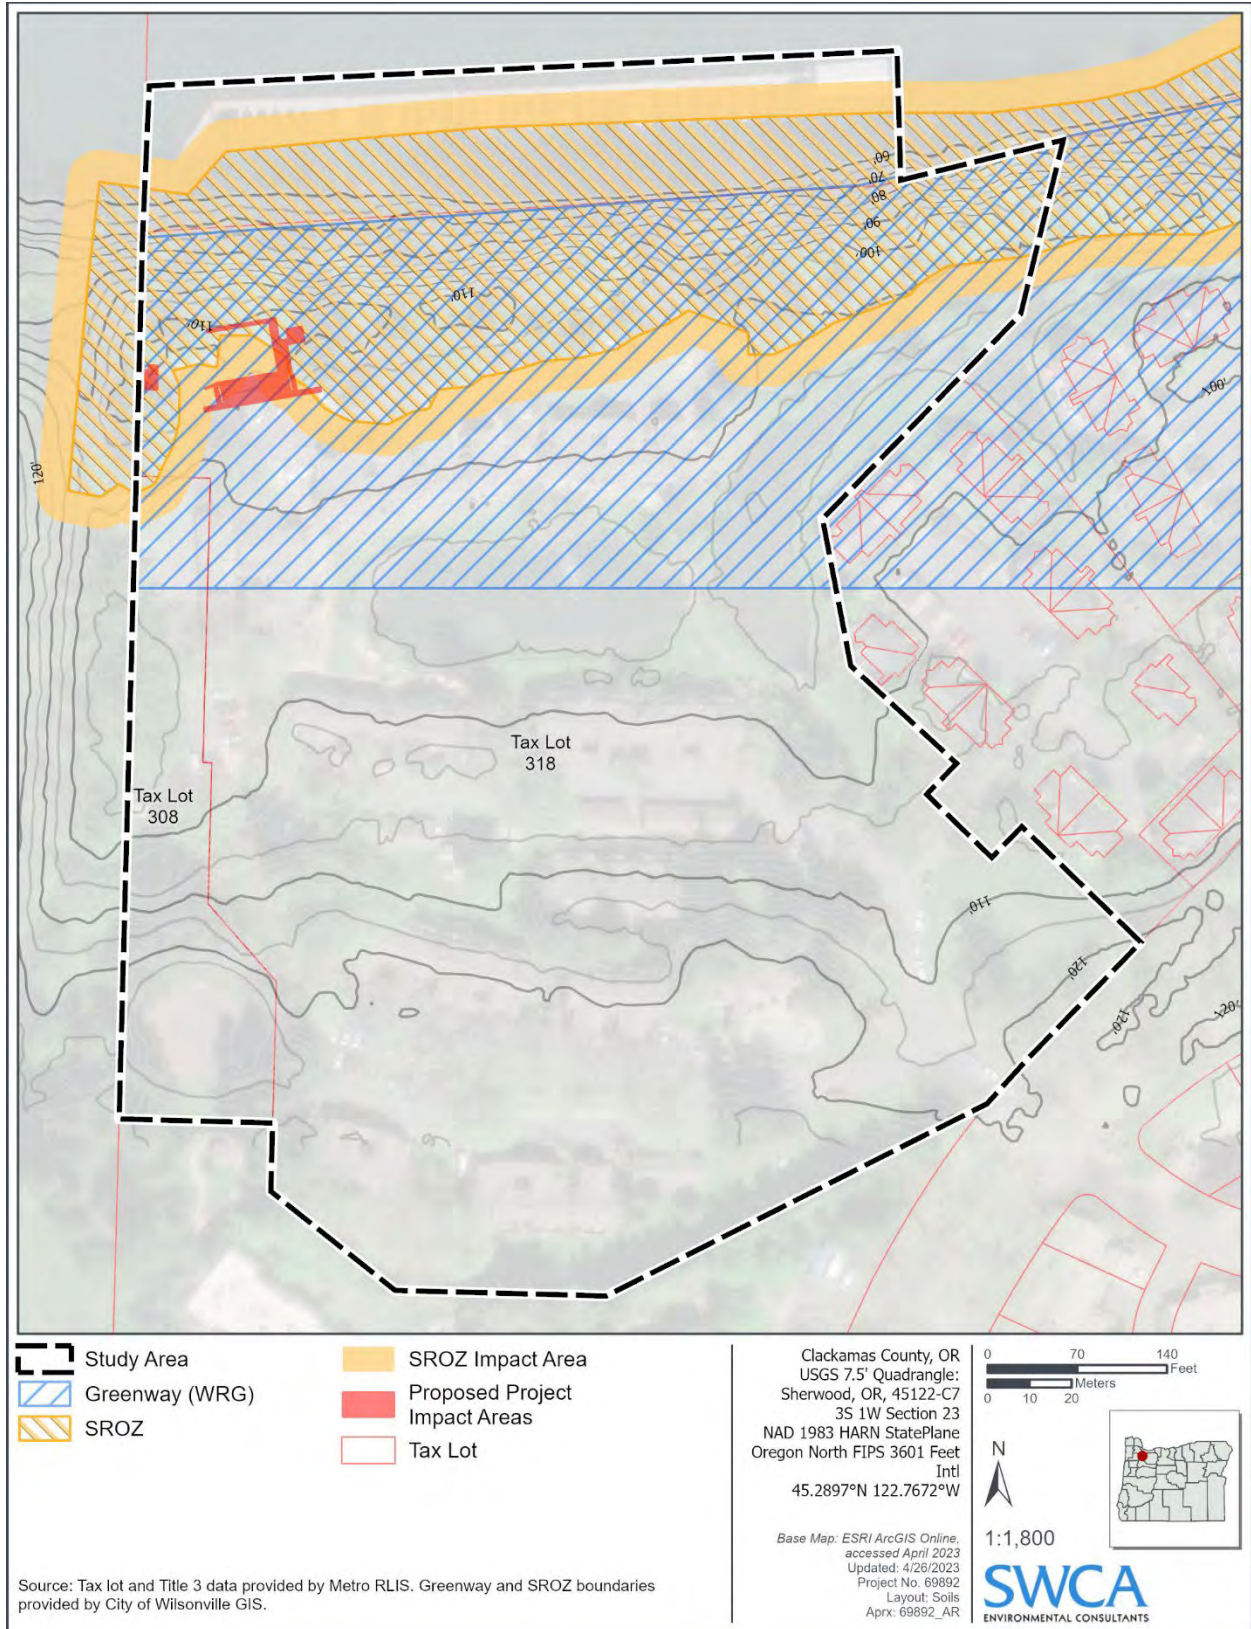 60'
70'
80'
90'
100'
110'
110'
100'
120'
Tax Lot
318
Tax Lot
308
110'
120'
120'
120'
Study Area
Greenway (WRG)
SROZ
SROZ Impact Area
Proposed Project
Impact Areas
Tax Lot
Source: Tax lot and Title 3 data provided by Metro RLIS. Greenway and SROZ boundaries
provided by City of Wilsonville GIS.
Clackamas County, OR
USGS 7.5' Quadrangle:
Sherwood, OR, 45122-C7
3S 1W Section 23
NAD 1983 HARN StatePlane
Oregon North FIPS 3601 Feet
Intl
45.2897°N 122.7672°W
Base Map: ESRI ArcGIS Online,
accessed April 2023
Updated: 4/26/2023
Project No. 69892
Layout: Soils
Aprx: 69892_AR
0 70 140
Feet
Meters
0 10 20
N
1:1,800
SWCA
ENVIRONMENTAL CONSULTANTS